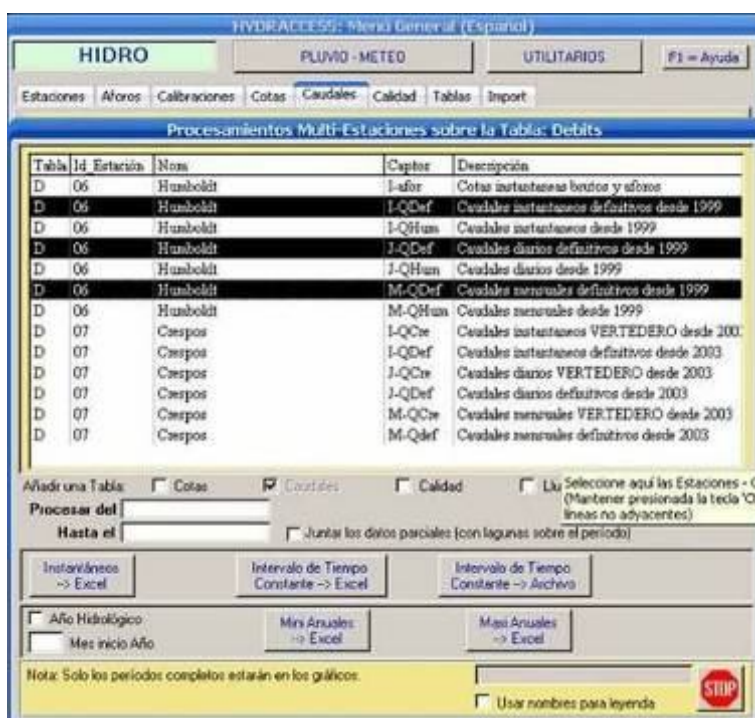 HYDRACCESS: Menú General (Español)
HIDRO PLUVIO - METEO UTILITARIOS F1 = Ayuda
Estaciones Aforos Calibraciones Cotas Caudales Calidad Tablas Import
Procesamientos Multi-Estaciones sobre la Tabla: Debits
Tabla Id_Estación Nom Captor Descripción
D 06 Humboldt I-afor Cotas instantaneas brutos y aforos
D 06 Humboldt I-QDef Caudales instantaneos definitivos desde 1999
D 06 Humboldt I-QHum Caudales instantaneos desde 1999
D 06 Humboldt J-QDef Caudales diarios definitivos desde 1999
D 06 Humboldt J-QHum Caudales diarios desde 1999
D 06 Humboldt M-QDef Caudales mensuales definitivos desde 1999
D 06 Humboldt M-QHum Caudales mensuales desde 1999
D 07 Crespos I-QCre Caudales instantaneos VERTEDERO desde 200
D 07 Crespos I-QDef Caudales instantaneos definitivos desde 2003
D 07 Crespos J-QCre Caudales diarios VERTEDERO desde 2003
D 07 Crespos J-QDef Caudales diarios definitivos desde 2003
D 07 Crespos M-QCre Caudales mensuales VERTEDERO desde 2003
D 07 Crespos M-Qdef Caudales mensuales definitivos desde 2003
Añadir una Tabla: Cotas Caudales Calidad Llu
Seleccione aquí las Estaciones - C
(Mantener presionada la tecla 'C
líneas no adyacentes)
Procesar del
Hasta el Juntar los datos parciales (con lagunas sobre el período)
Instantáneos
--> Excel
Intervalo de Tiempo
Constante --> Excel
Intervalo de Tiempo
Constante --> Archivo
Año Hidrológico
Mes inicio Año
Mini Anuales
--> Excel
Maxi Anuales
--> Excel
Nota: Solo los períodos completos estarán en los gráficos.
Usar nombres para leyenda
STOP